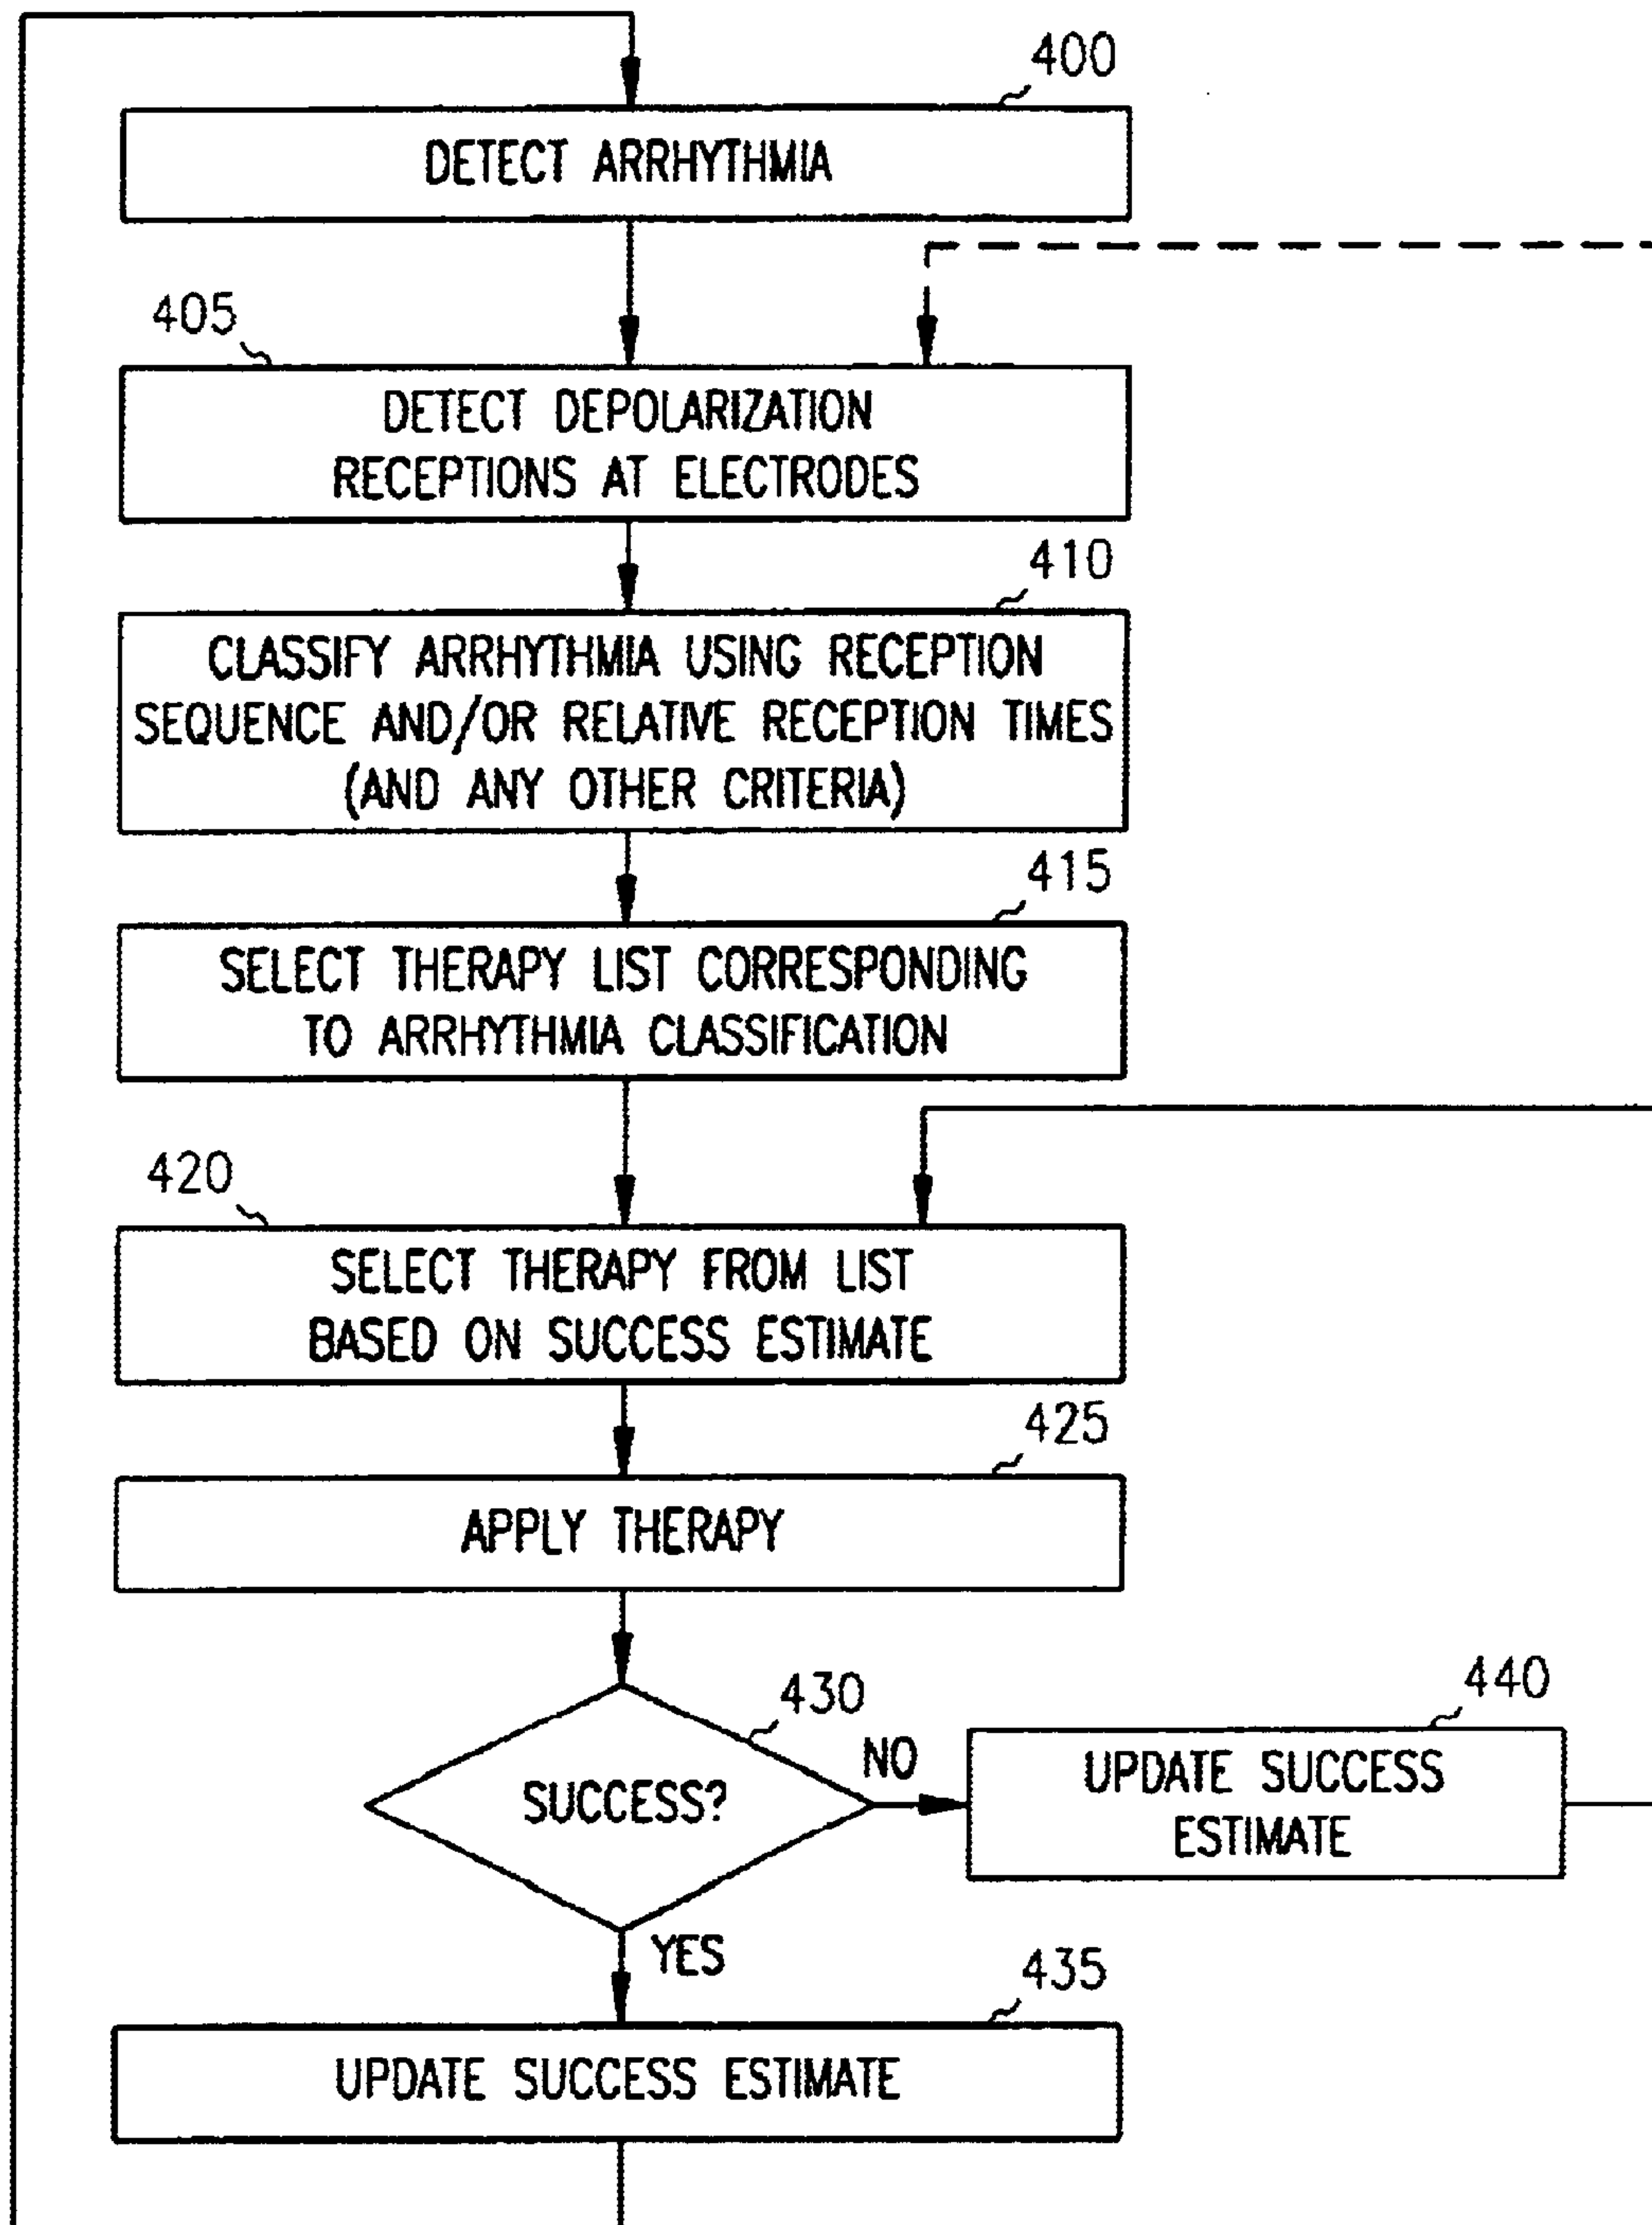 400
DETECT ARRHYTHMIA
405
DETECT DEPOLARIZATION
RECEPTIONS AT ELECTRODES
410
CLASSIFY ARRHYTHMIA USING RECEPTION
SEQUENCE AND/OR RELATIVE RECEPTION TIMES
(AND ANY OTHER CRITERIA)
415
SELECT THERAPY LIST CORRESPONDING
TO ARRHYTHMIA CLASSIFICATION
420
SELECT THERAPY FROM LIST
BASED ON SUCCESS ESTIMATE
425
APPLY THERAPY
430
SUCCESS?
NO
440
UPDATE SUCCESS
ESTIMATE
YES
435
UPDATE SUCCESS ESTIMATE